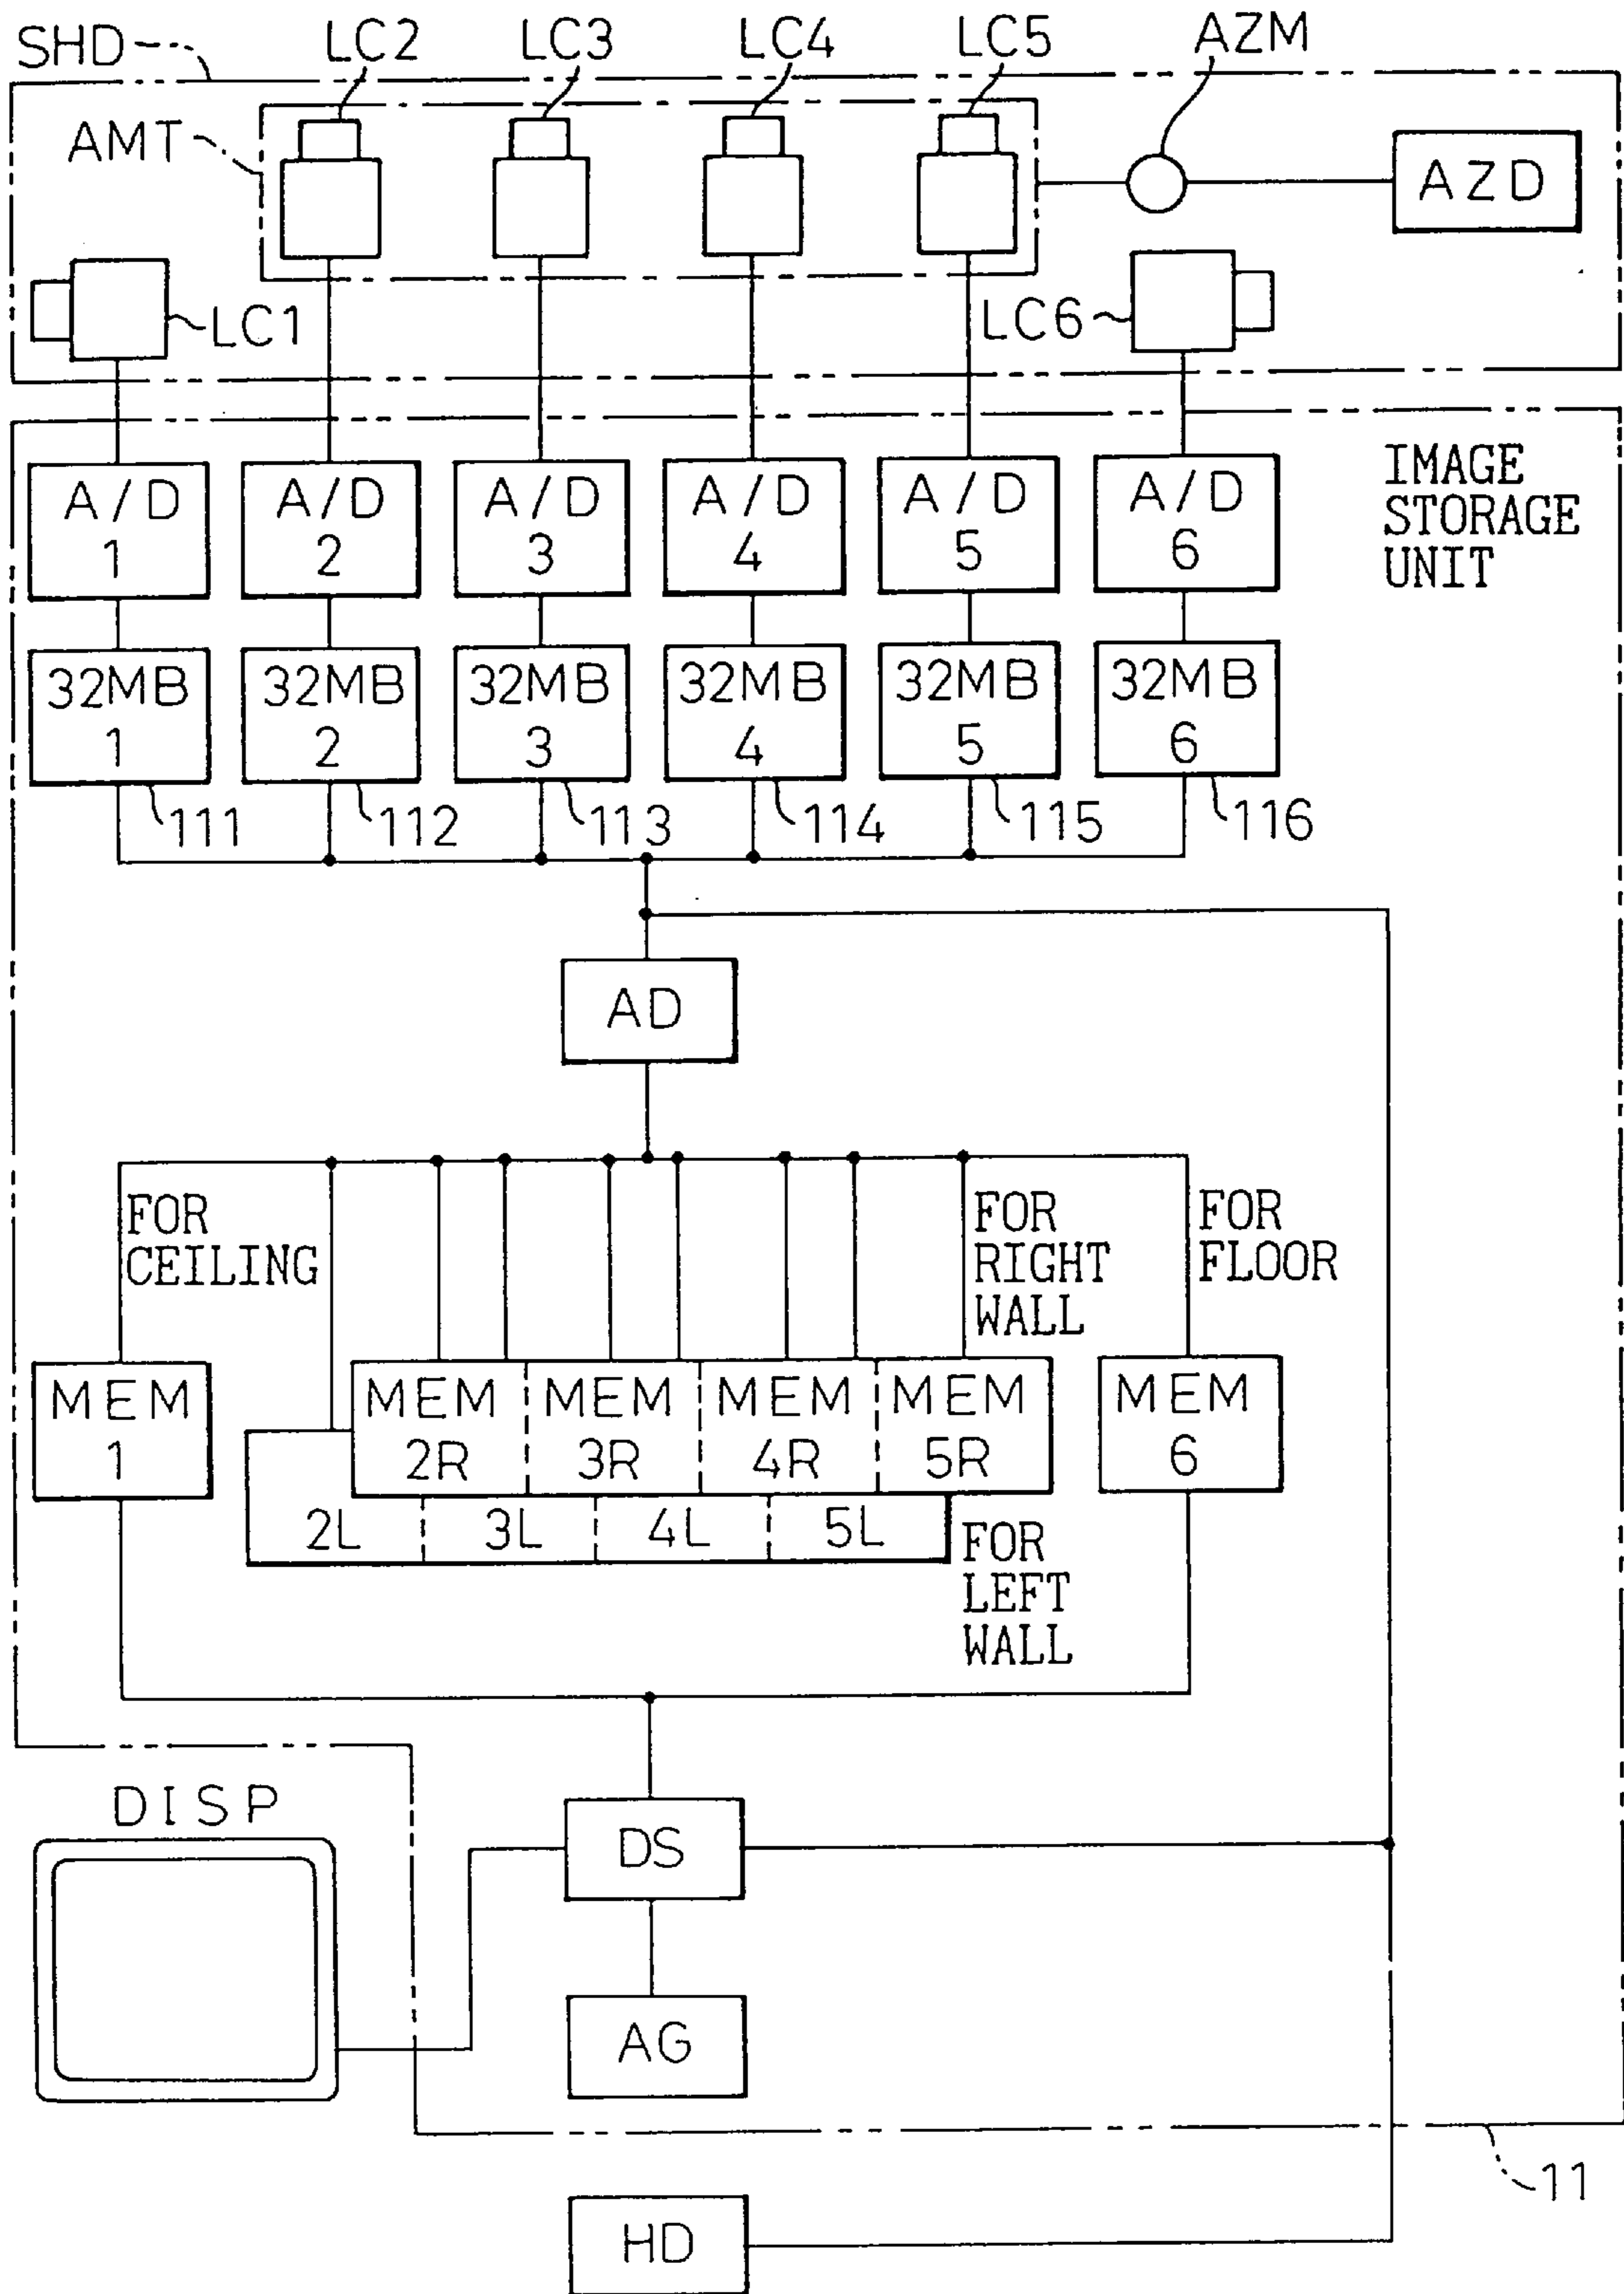 SHD
LC2
LC3
LC4
LC5
AZM
AMT
AZD
LC1
LC6
IMAGE
STORAGE
UNIT
A/D
1
A/D
2
A/D
3
A/D
4
A/D
5
A/D
6
32MB
1
32MB
2
32MB
3
32MB
4
32MB
5
32MB
6
111
112
113
114
115
116
AD
FOR
CEILING
FOR
RIGHT
WALL
FOR
FLOOR
MEM
1
MEM
2R
MEM
3R
MEM
4R
MEM
5R
MEM
6
2L
3L
4L
5L
FOR
LEFT
WALL
DISP
DS
AG
11
HD